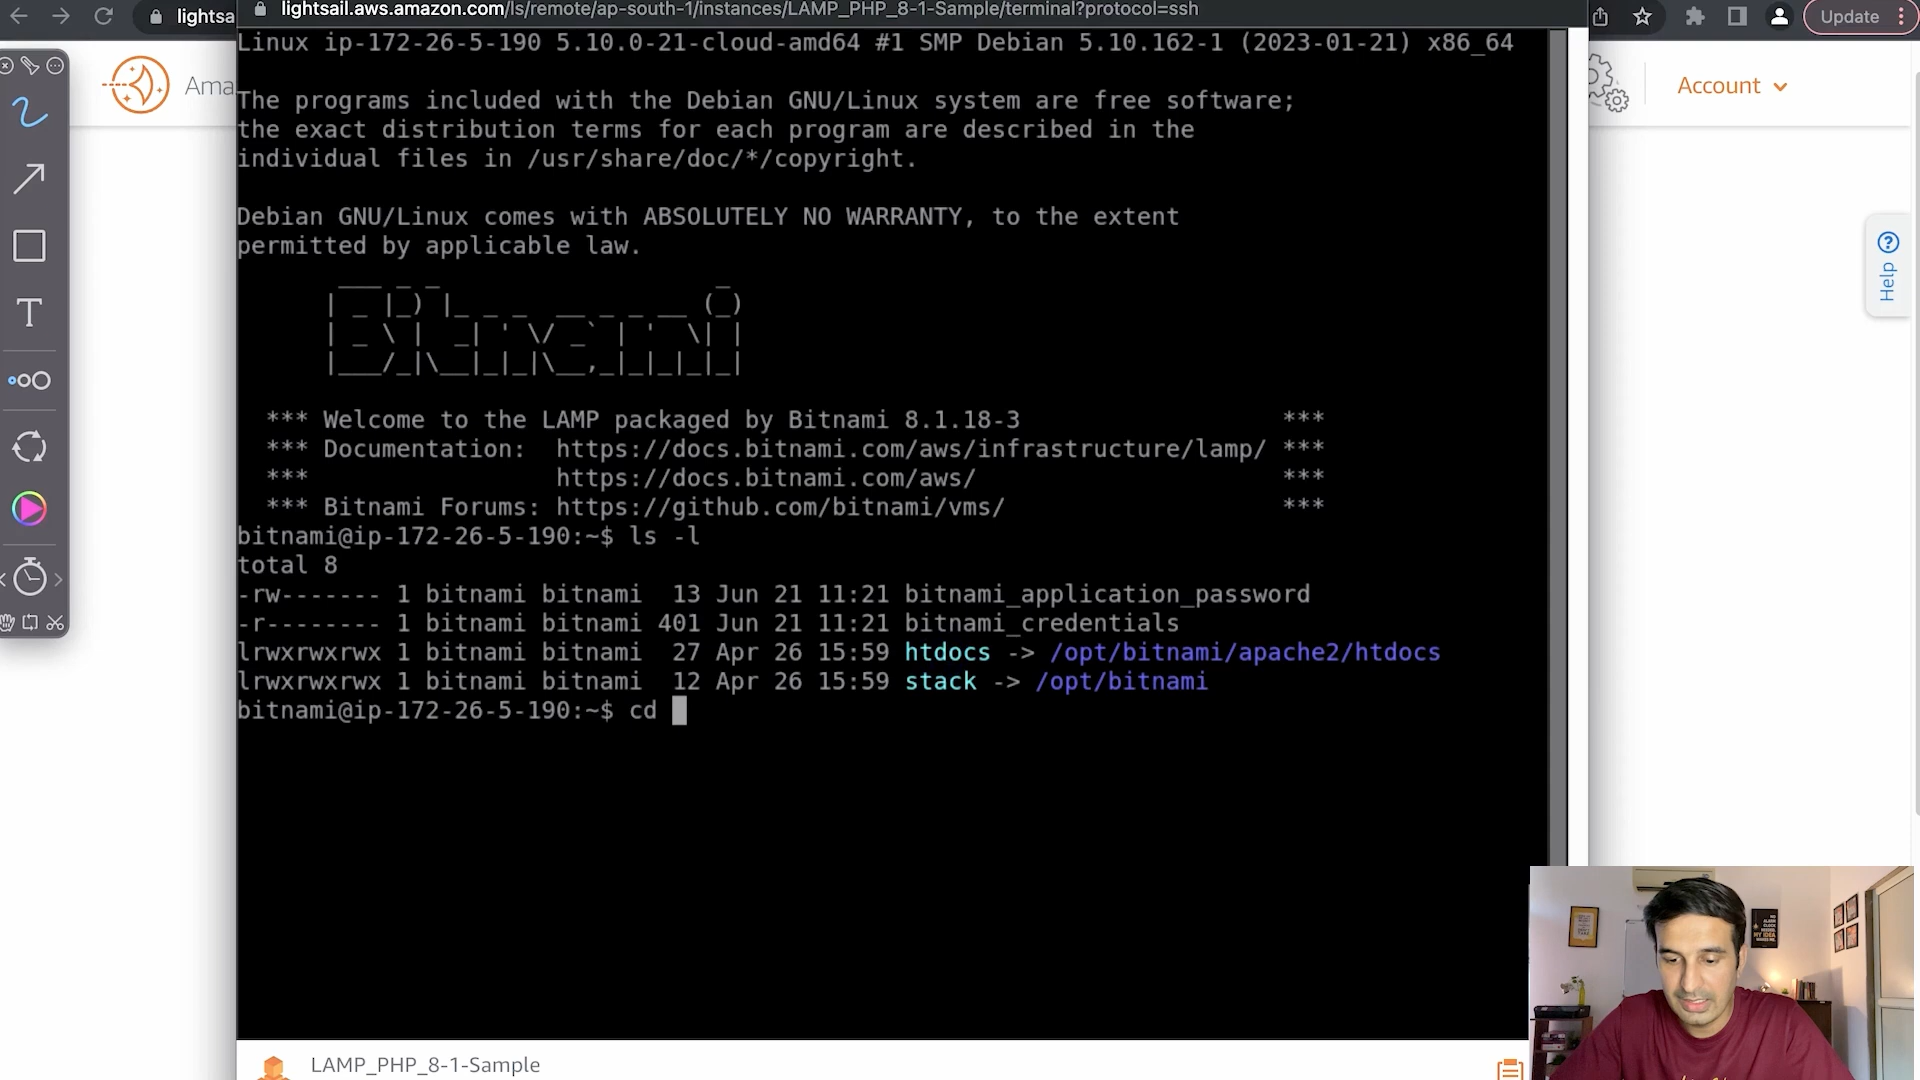 lightsa
lightsail.aws.amazon.com/ls/remote/ap-south-1/instances/LAMP_PHP_8-1-Sample/terminal?protocol=ssh
Update
Ama
Account
Help
T
Linux ip-172-26-5-190 5.10.0-21-cloud-amd64 #1 SMP Debian 5.10.162-1 (2023-01-21) x86_64
The programs included with the Debian GNU/Linux system are free software;
the exact distribution terms for each program are described in the
individual files in /usr/share/doc/*/copyright.
Debian GNU/Linux comes with ABSOLUTELY NO WARRANTY, to the extent
permitted by applicable law.
Bitnami
*** Welcome to the LAMP packaged by Bitnami 8.1.18-3 ***
*** Documentation: https://docs.bitnami.com/aws/infrastructure/lamp/ ***
*** https://docs.bitnami.com/aws/ ***
*** Bitnami Forums: https://github.com/bitnami/vms/ ***
bitnami@ip-172-26-5-190:~$ ls -l
total 8
-rw------- 1 bitnami bitnami 13 Jun 21 11:21 bitnami_application_password
-r-------- 1 bitnami bitnami 401 Jun 21 11:21 bitnami_credentials
lrwxrwxrwx 1 bitnami bitnami 27 Apr 26 15:59 htdocs -> /opt/bitnami/apache2/htdocs
lrwxrwxrwx 1 bitnami bitnami 12 Apr 26 15:59 stack -> /opt/bitnami
bitnami@ip-172-26-5-190:~$ cd
LAMP_PHP_8-1-Sample